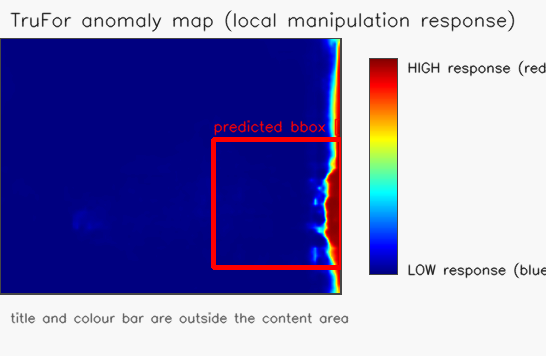 TruFor anomaly map (local manipulation response)
predicted bbox
HIGH response (red
LOW response (blue
title and colour bar are outside the content area